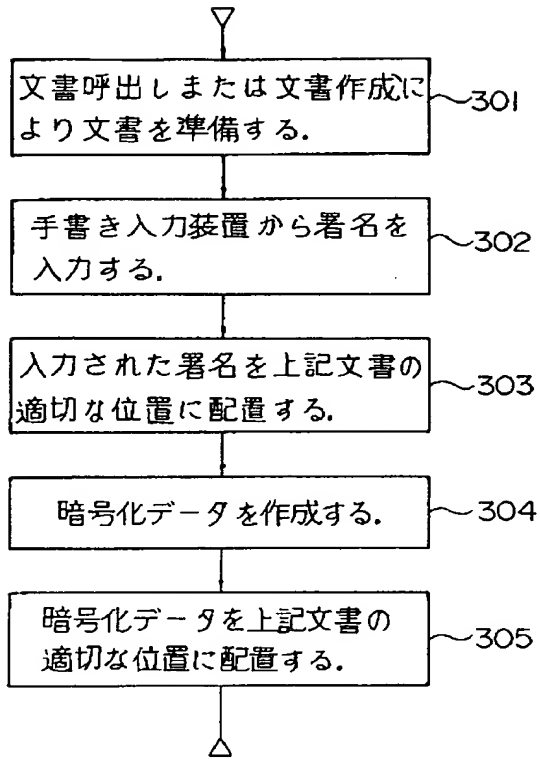 文書呼出しまたは文書作成に
より文書を準備する.
301
手書き入力装置から署名を
入力する.
302
入力された署名を上記文書の
適切な位置に配置する.
303
暗号化データを作成する.
304
暗号化データを上記文書の
適切な位置に配置する.
305